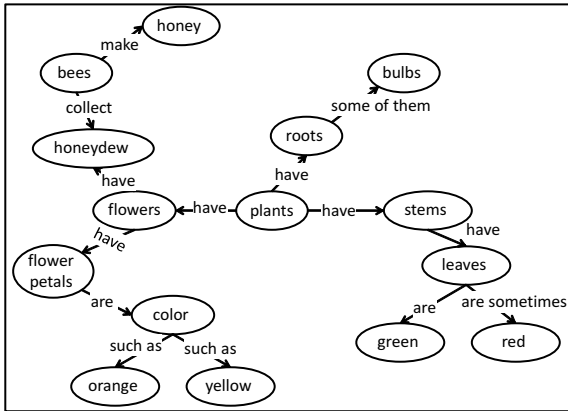 honey
make
bees
bulbs
collect
some of them
roots
honeydew
have
have
flowers
have
plants
have
stems
have
have
flower
petals
leaves
are
color
are
are sometimes
such as
such as
green
red
orange
yellow